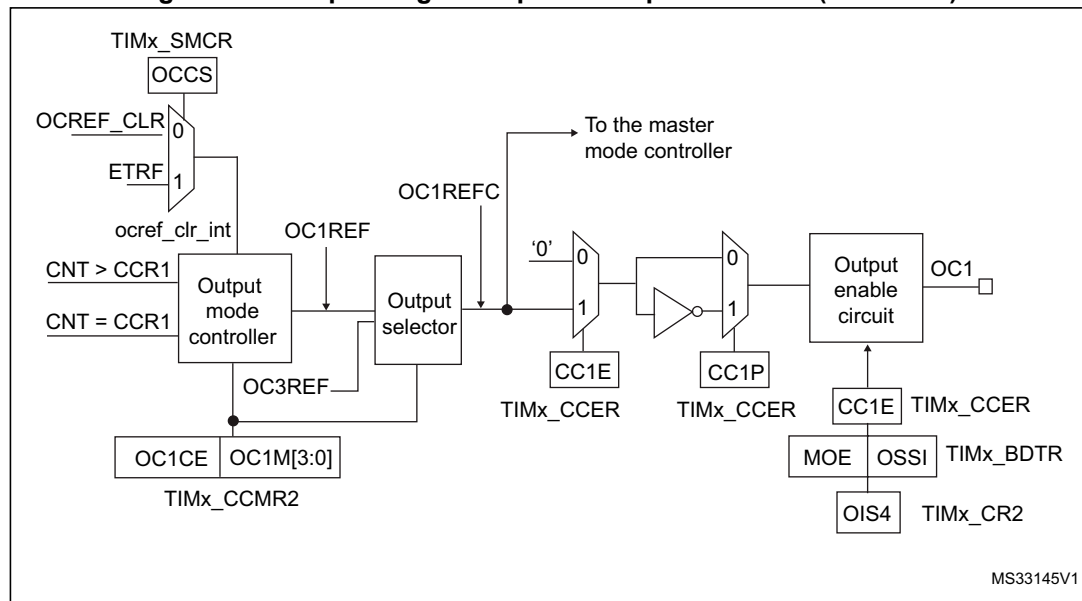 TIMx_SMCR
OCCS
OCREF_CLR
0
ETRF
1
ocref_clr_int
To the master
mode controller
OC1REFC
OC1REF
CNT > CCR1
CNT = CCR1
Output
mode
controller
Output
selector
OC3REF
OC1CE
OC1M[3:0]
TIMx_CCMR2
‘0’
0
1
CC1E
TIMx_CCER
0
1
CC1P
TIMx_CCER
Output
enable
circuit
OC1
CC1E
TIMx_CCER
MOE
OSSI
TIMx_BDTR
OIS4
TIMx_CR2
MS33145V1